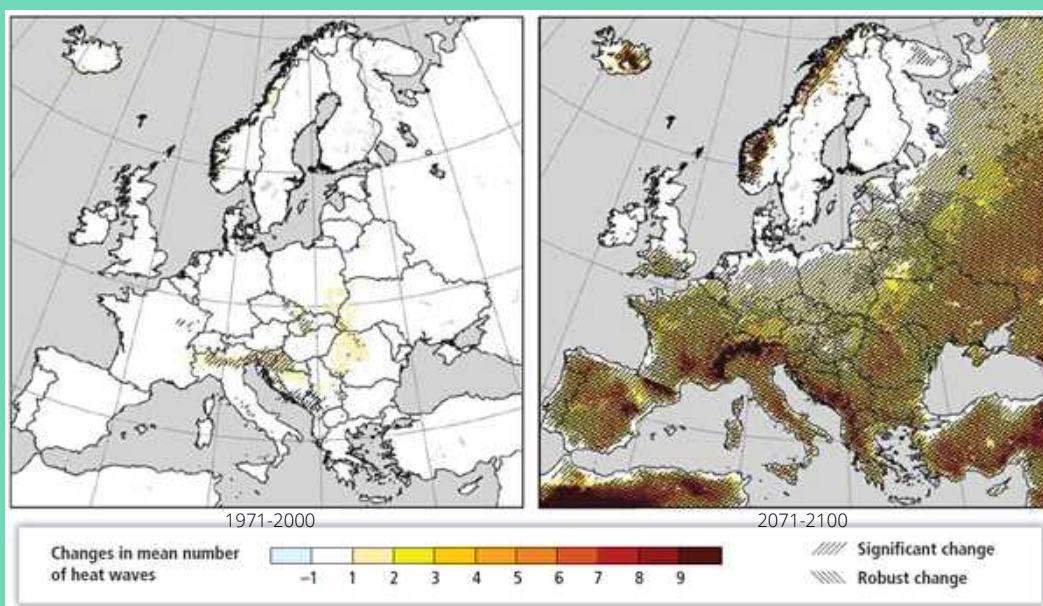 1971-2000
2071-2100
Changes in mean number
of heat waves
–1 1 2 3 4 5 6 7 8 9
Significant change
Robust change